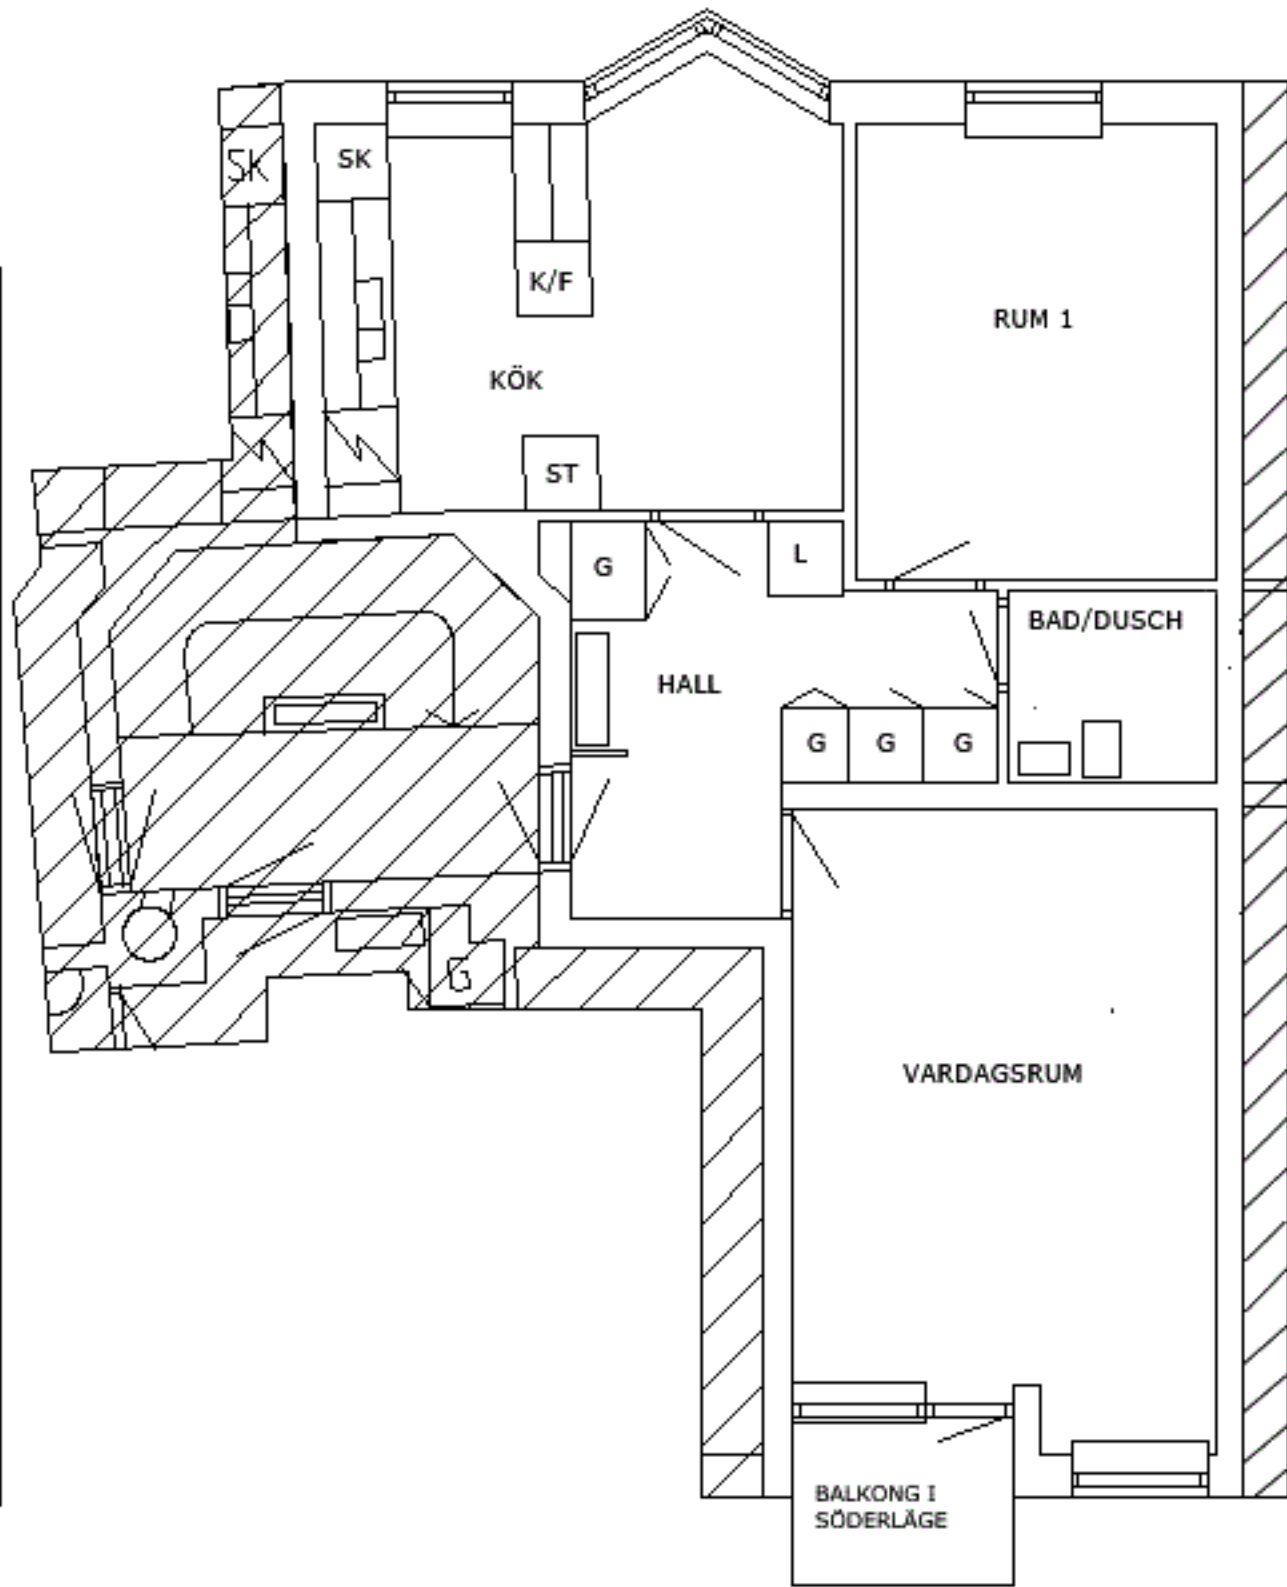 SK
SK
K/F
RUM 1
KÖK
ST
G
L
BAD/DUSCH
HALL
G
G
G
G
VARDAGSRUM
BALKONG I
SÖDERLÄGE